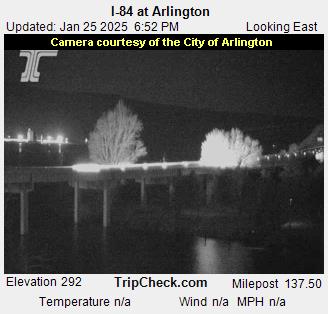 I-84 at Arlington
Updated: Jan 25 2025 6:52 PM Looking East
Camera courtesy of the City of Arlington
Elevation 292 TripCheck.com Milepost 137.50
Temperature n/a Wind n/a MPH n/a